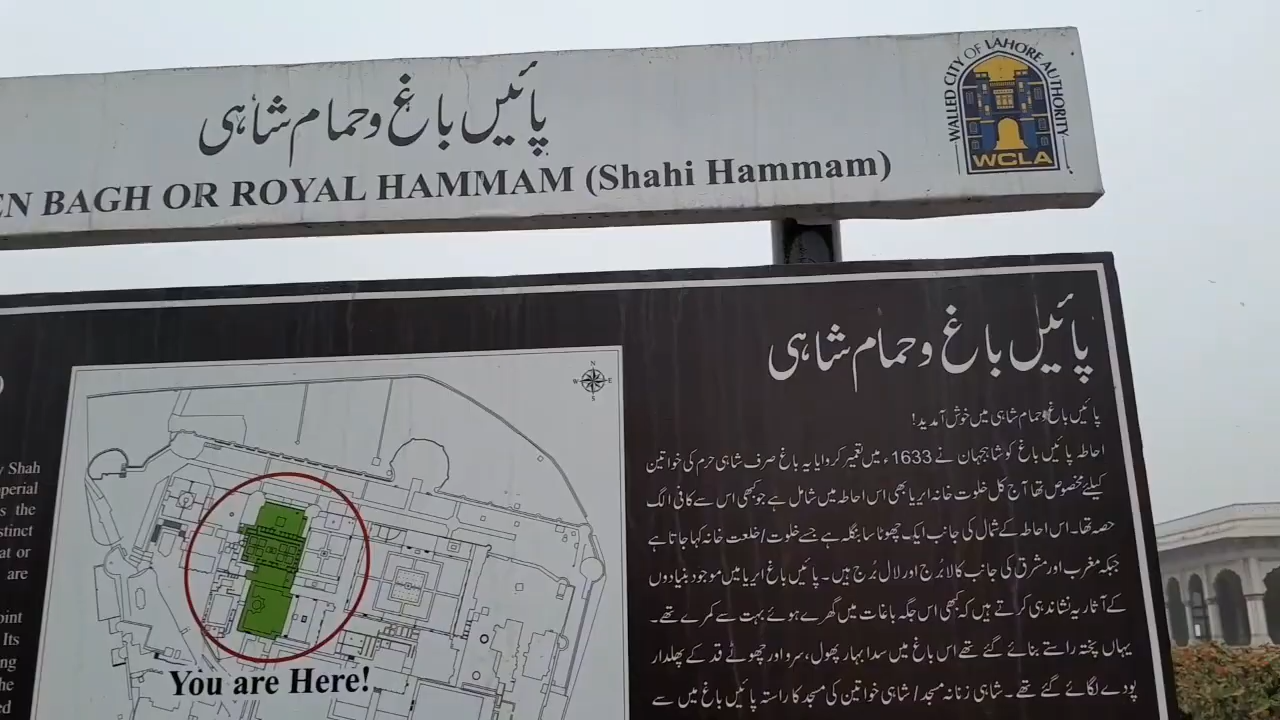 پائیں باغ و حمام شاہی
EN BAGH OR ROYAL HAMMAM (Shahi Hammam)
WALLED CITY OF LAHORE AUTHORITY
WCLA
پائیں باغ و حمام شاہی
پائیں باغ و حمام شاہی میں خوش آمدید!
احاطہ پائیں باغ کو شاہجہان نے 1633ء میں تعمیر کروایا یہ باغ صرف شاہی حرم کی خواتین
کیلئے مخصوص تھا آج کل خلوت خانہ ایریا بھی اس احاطہ میں شامل ہے جو کبھی اس سے کافی الگ
حصہ تھا۔ اس احاطہ کے شمال کی جانب ایک چھوٹا سا بنگلہ ہے جسے خلوت/خلعت خانہ کہا جاتا ہے
جبکہ مغرب اور مشرق کی جانب کالا بُرج اور لال بُرج ہیں۔ پائیں باغ ایریا میں موجود بنیادوں
کے آثار یہ نشاندہی کرتے ہیں کہ کبھی اس جگہ باغات میں گھرے ہوئے بہت سے کمرے تھے۔
یہاں پختہ راستے بنائے گئے تھے اس باغ میں سدا بہار پھول، سرو اور چھوٹے قد کے پھلدار
پودے لگائے گئے تھے۔ شاہی زنانہ مسجد/شاہی خواتین کی مسجد کا راستہ پائیں باغ میں سے
N
W E
S
You are Here!
y Shah
perial
s the
stinct
at or
are
oint
Its
ng
he
ed